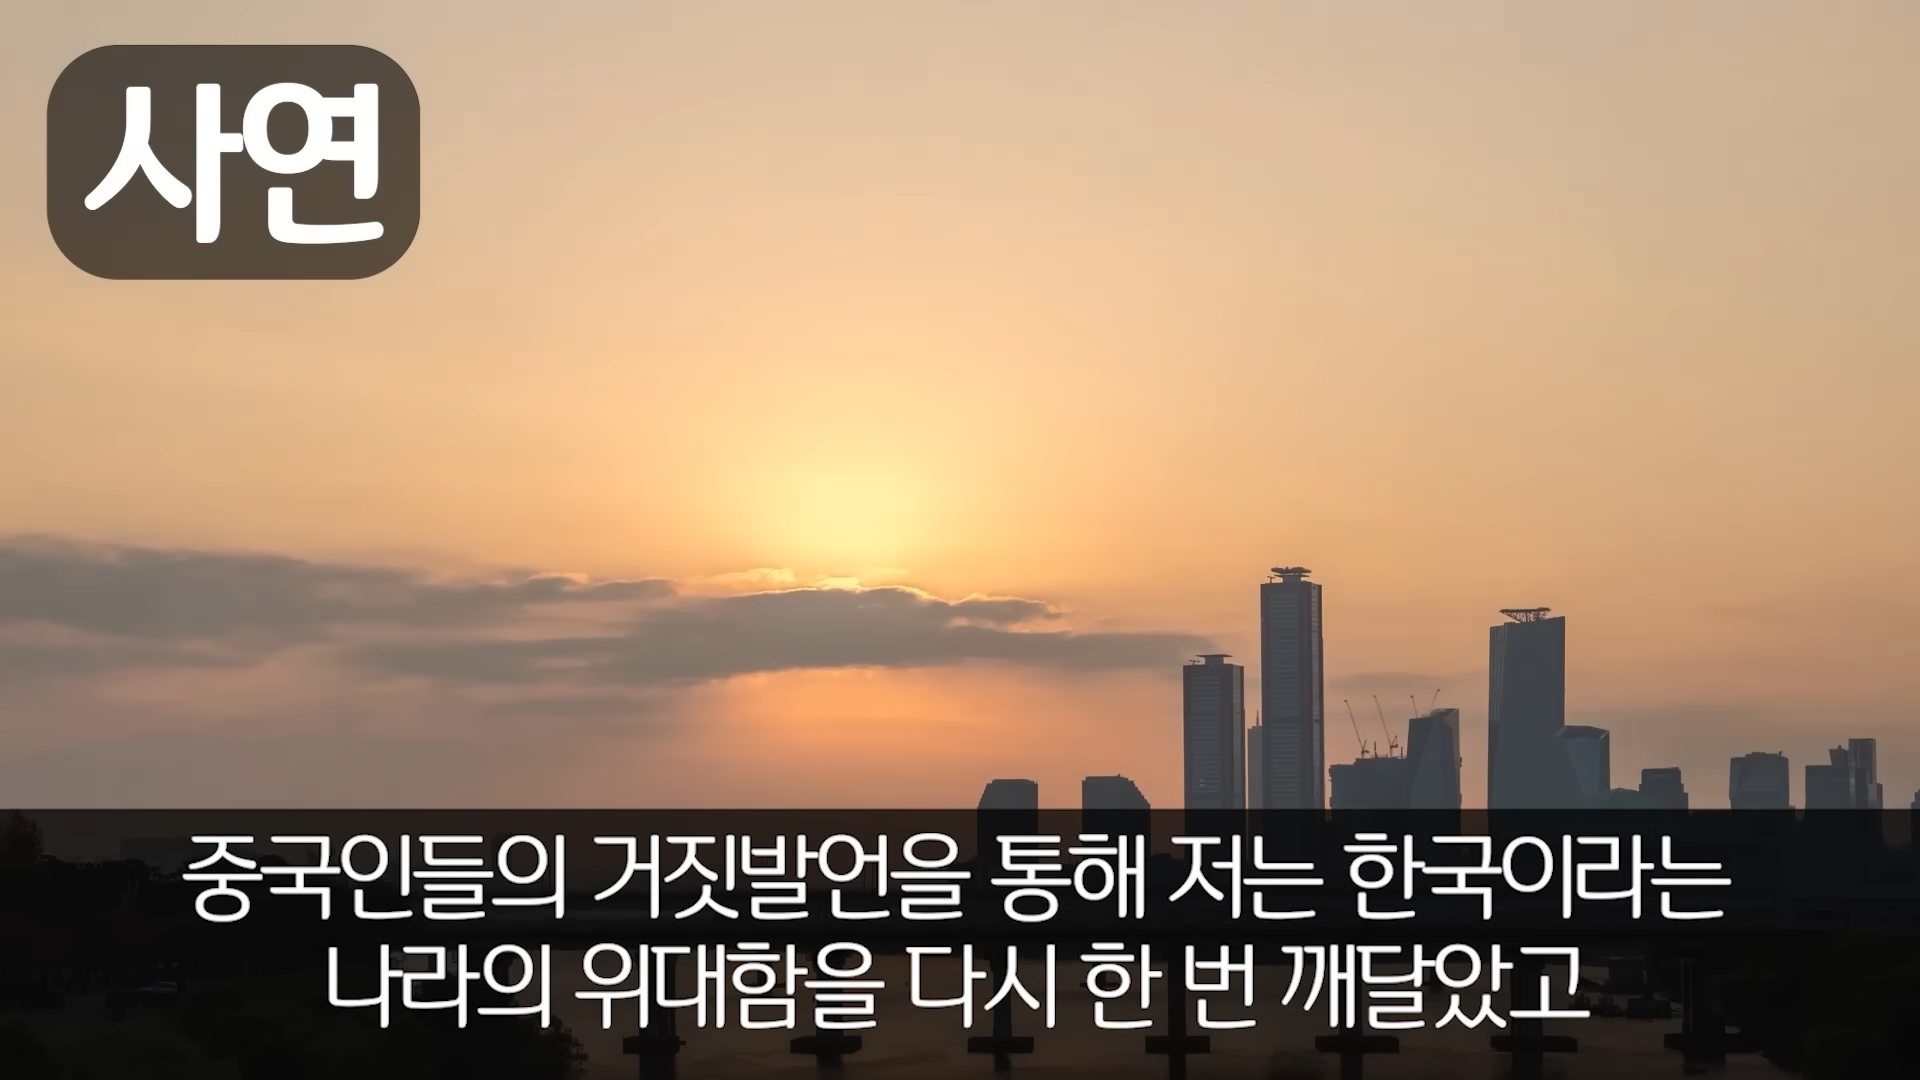 사연
중국인들의 거짓발언을 통해 저는 한국이라는
나라의 위대함을 다시 한 번 깨달았고